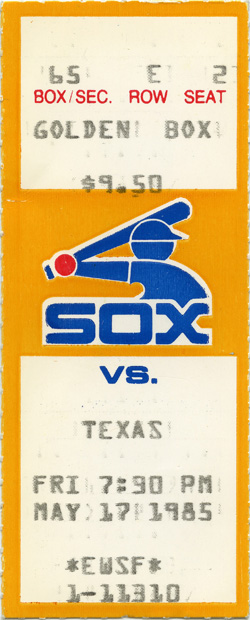 65 E 2
BOX/SEC. ROW SEAT
GOLDEN BOX
$9.50
SOX
VS.
TEXAS
FRI 7:30 PM
MAY 17 1985
*EWSF*
1-11310